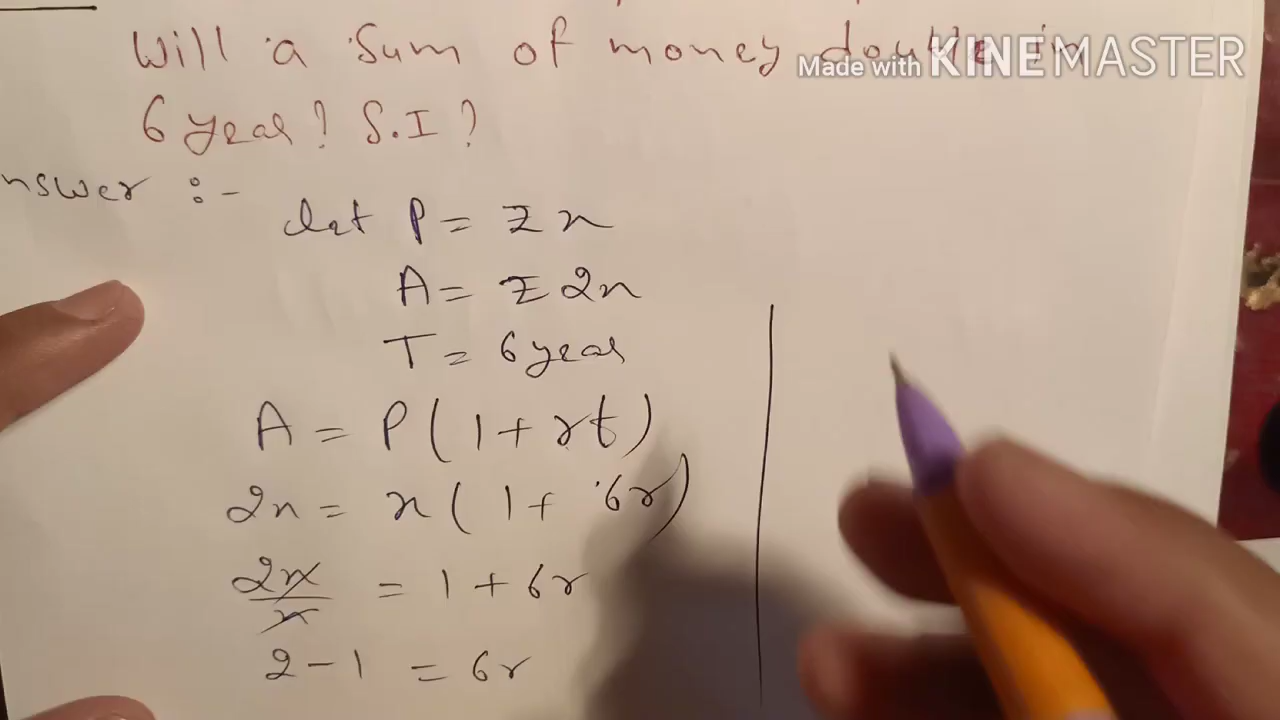 Will a Sum of money double in
Made with KINEMASTER
6 year? S.I?
nswer :-
Let P = ₹ x
A = ₹ 2x
T = 6 year
A = P(1 + rt)
2x = x(1 + 6r)
2x/x = 1 + 6r
2 - 1 = 6r